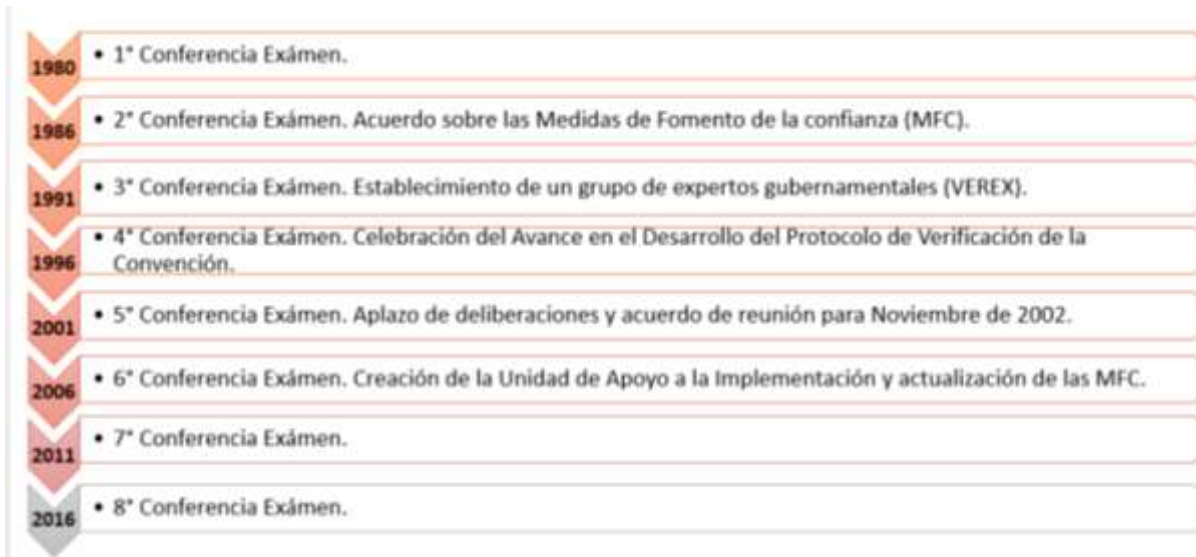 1980
• 1° Conferencia Exámen.
1986
• 2° Conferencia Exámen. Acuerdo sobre las Medidas de Fomento de la confianza (MFC).
1991
• 3° Conferencia Exámen. Establecimiento de un grupo de expertos gubernamentales (VEREX).
1996
• 4° Conferencia Exámen. Celebración del Avance en el Desarrollo del Protocolo de Verificación de la
Convención.
2001
• 5° Conferencia Exámen. Aplazo de deliberaciones y acuerdo de reunión para Noviembre de 2002.
2006
• 6° Conferencia Exámen. Creación de la Unidad de Apoyo a la Implementación y actualización de las MFC.
2011
• 7° Conferencia Exámen.
2016
• 8° Conferencia Exámen.